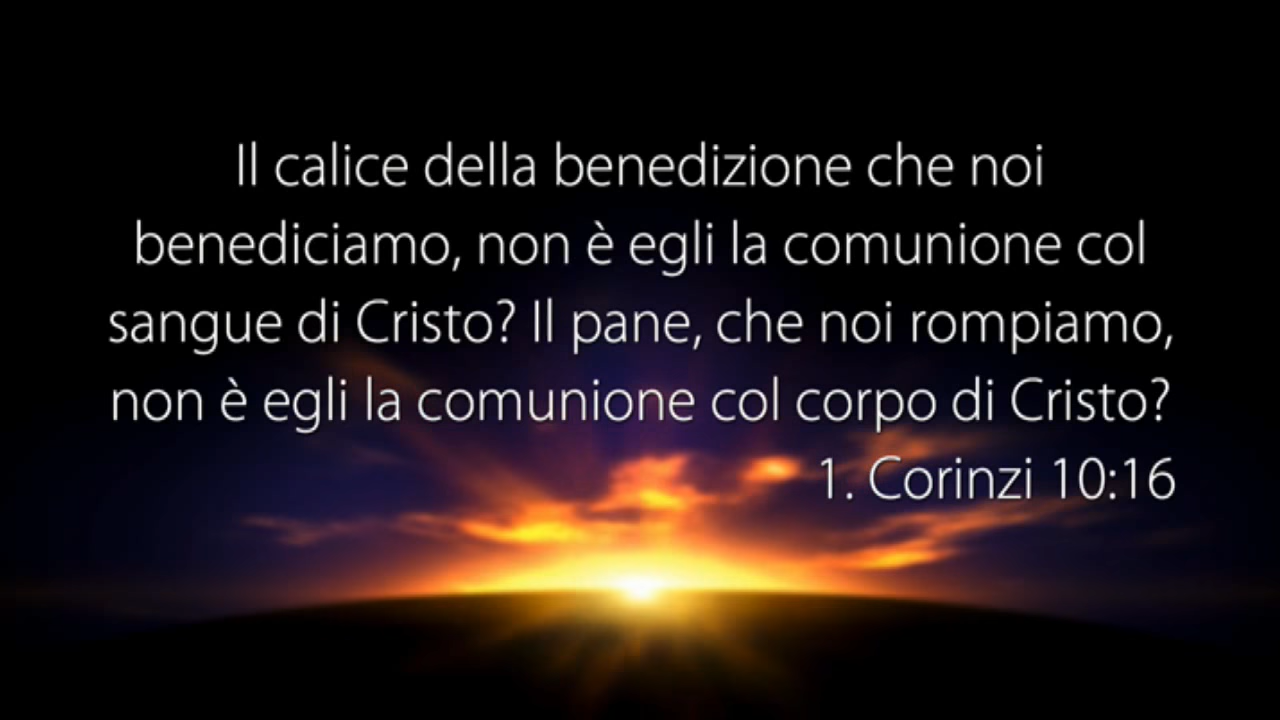 Il calice della benedizione che noi
benediciamo, non è egli la comunione col
sangue di Cristo? Il pane, che noi rompiamo,
non è egli la comunione col corpo di Cristo?
1. Corinzi 10:16